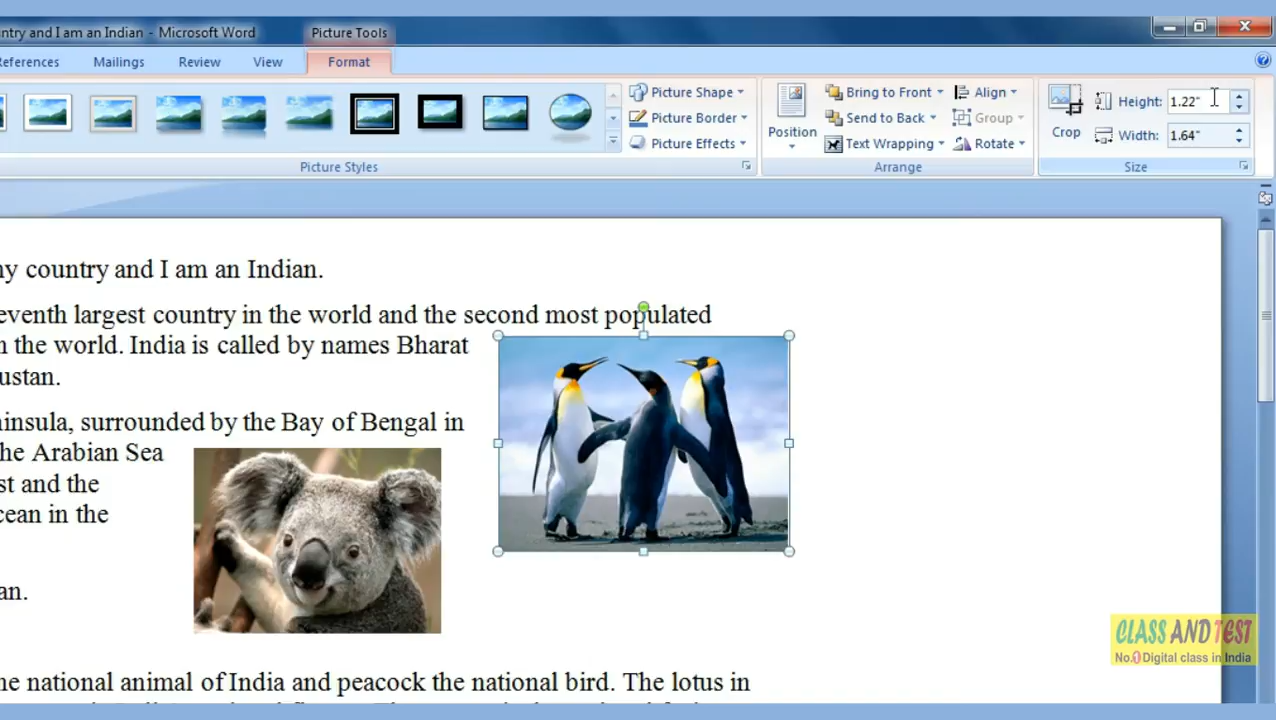 ntry and I am an Indian - Microsoft Word
Picture Tools
References
Mailings
Review
View
Format
Picture Shape
Picture Border
Picture Effects
Picture Styles
Position
Bring to Front
Send to Back
Text Wrapping
Align
Group
Rotate
Arrange
Crop
Height: 1.22"
Width: 1.64"
Size
ny country and I am an Indian.
eventh largest country in the world and the second most populated
n the world. India is called by names Bharat
ustan.
ninsula, surrounded by the Bay of Bengal in
he Arabian Sea
st and the
cean in the
an.
he national animal of India and peacock the national bird. The lotus in
CLASS AND TEST
No.1 Digital class in India